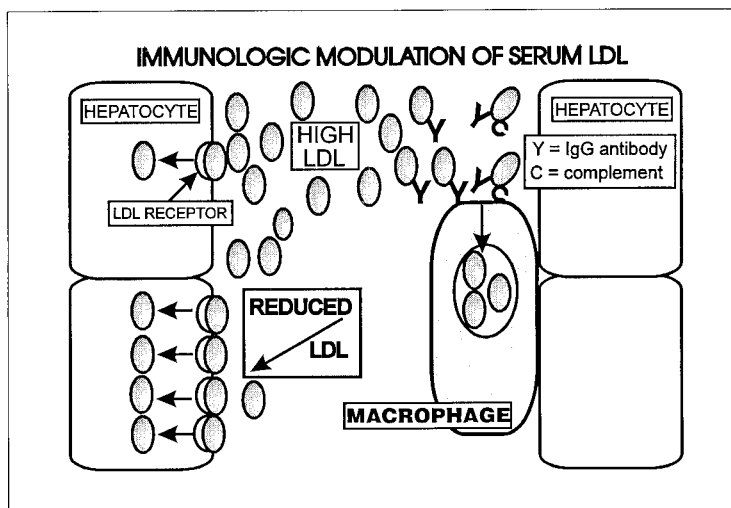 IMMUNOLOGIC MODULATION OF SERUM LDL
HEPATOCYTE
HIGH
LDL
Y
C
HEPATOCYTE
Y = IgG antibody
C = complement
Y
Y
Y
Y
C
LDL RECEPTOR
REDUCED
LDL
MACROPHAGE